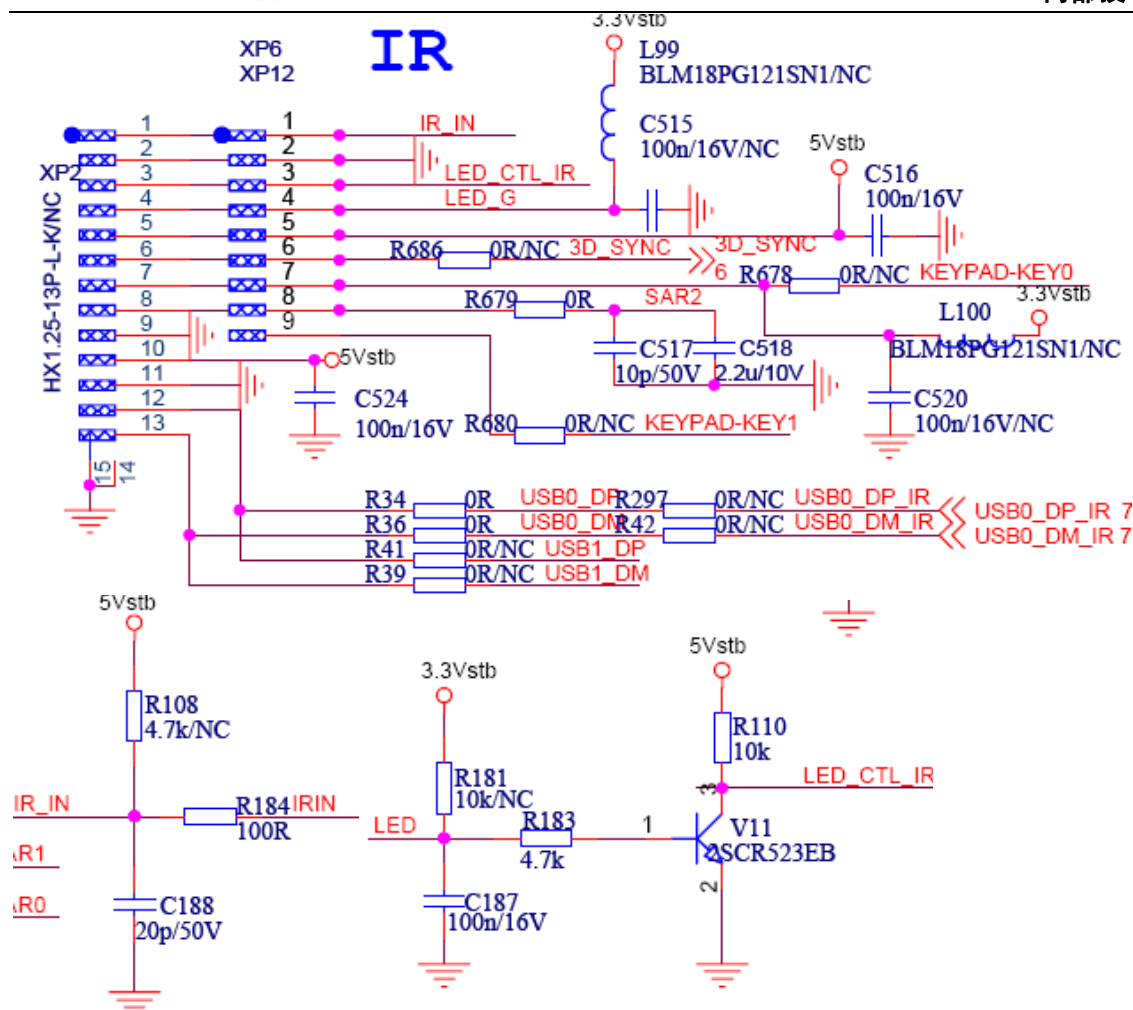 3.3Vstb
XP6
XP12
IR
L99
BLM18PG121SN1/NC
C515
100n/16V/NC
5Vstb
C516
100n/16V
XP2
HX1.25-13P-L-K/NC
1
2
3
4
5
6
7
8
9
10
11
12
13
15
14
1
2
3
4
5
6
7
8
9
IR_IN
LED_CTL_IR
LED_G
R686
0R/NC
3D_SYNC
3D_SYNC
6
R678
0R/NC
KEYPAD-KEY0
R679
0R
SAR2
3.3Vstb
L100
BLM18PG121SN1/NC
C517
10p/50V
C518
2.2u/10V
C520
100n/16V/NC
5Vstb
C524
100n/16V
R680
0R/NC
KEYPAD-KEY1
R34
0R
USB0_DP
R297
0R/NC
USB0_DP_IR
USB0_DP_IR 7
R36
0R
USB0_DM
R42
0R/NC
USB0_DM_IR
USB0_DM_IR 7
R41
0R/NC
USB1_DP
R39
0R/NC
USB1_DM
5Vstb
R108
4.7k/NC
IR_IN
R184
100R
IRIN
AR1
AR0
C188
20p/50V
3.3Vstb
R181
10k/NC
LED
R183
4.7k
C187
100n/16V
5Vstb
R110
10k
LED_CTL_IR
1
3
2
V11
2SCR523EB